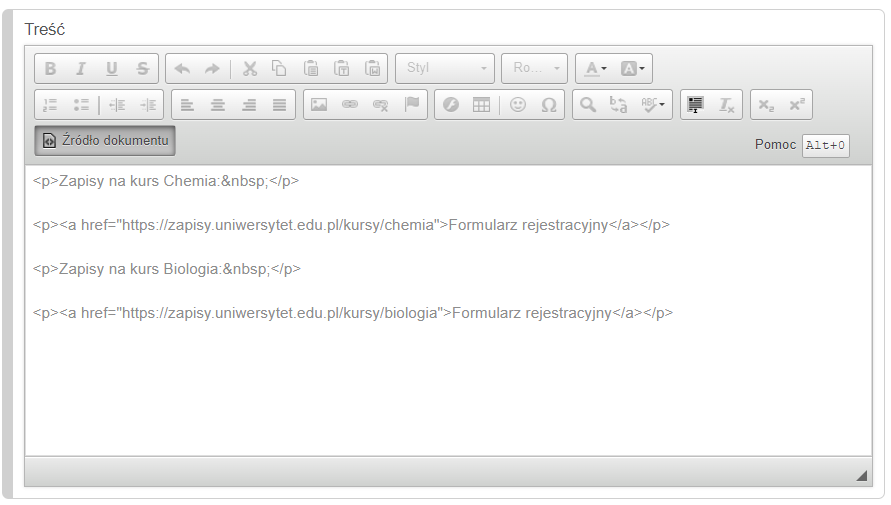 Treść
B I U S
Styl Ro... A A
Ω ABC
Źródło dokumentu Pomoc Alt+0
<p>Zapisy na kurs Chemia:&nbsp;</p>
<p><a href="https://zapisy.uniwersytet.edu.pl/kursy/chemia">Formularz rejestracyjny</a></p>
<p>Zapisy na kurs Biologia:&nbsp;</p>
<p><a href="https://zapisy.uniwersytet.edu.pl/kursy/biologia">Formularz rejestracyjny</a></p>